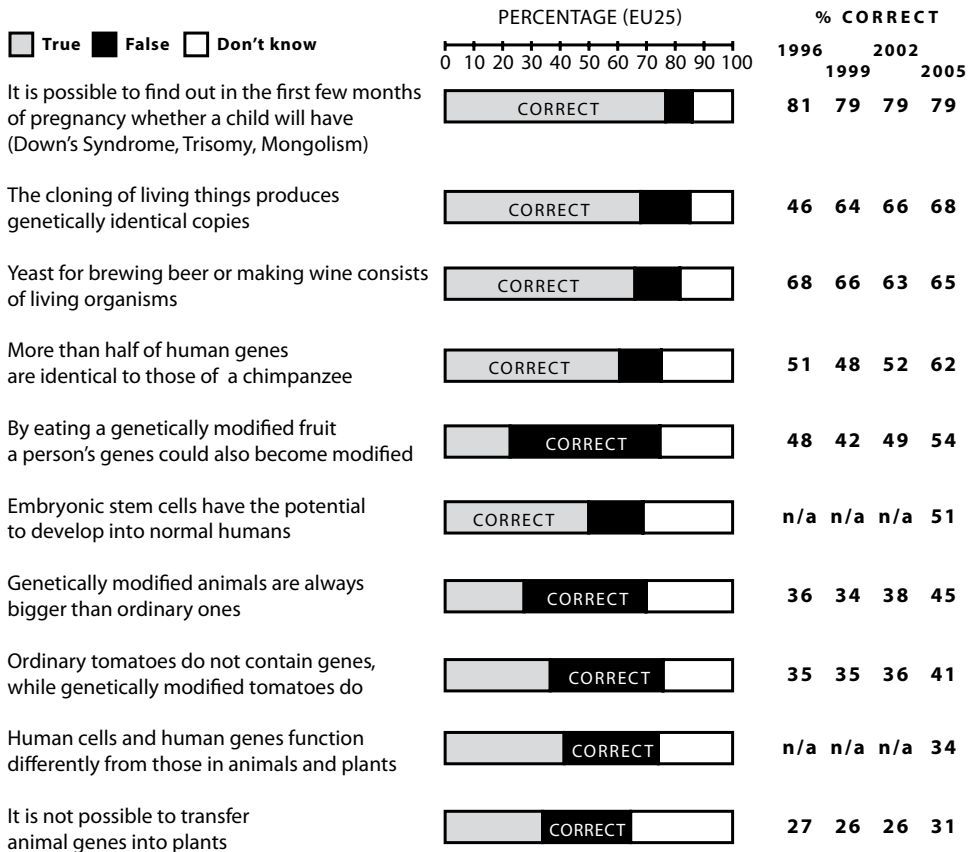 PERCENTAGE (EU25)
% CORRECT
True False Don't know
0 10 20 30 40 50 60 70 80 90 100
1996 2002
1999 2005
It is possible to find out in the first few months
of pregnancy whether a child will have
(Down's Syndrome, Trisomy, Mongolism)
CORRECT
81 79 79 79
The cloning of living things produces
genetically identical copies
CORRECT
46 64 66 68
Yeast for brewing beer or making wine consists
of living organisms
CORRECT
68 66 63 65
More than half of human genes
are identical to those of a chimpanzee
CORRECT
51 48 52 62
By eating a genetically modified fruit
a person's genes could also become modified
CORRECT
48 42 49 54
Embryonic stem cells have the potential
to develop into normal humans
CORRECT
n/a n/a n/a 51
Genetically modified animals are always
bigger than ordinary ones
CORRECT
36 34 38 45
Ordinary tomatoes do not contain genes,
while genetically modified tomatoes do
CORRECT
35 35 36 41
Human cells and human genes function
differently from those in animals and plants
CORRECT
n/a n/a n/a 34
It is not possible to transfer
animal genes into plants
CORRECT
27 26 26 31